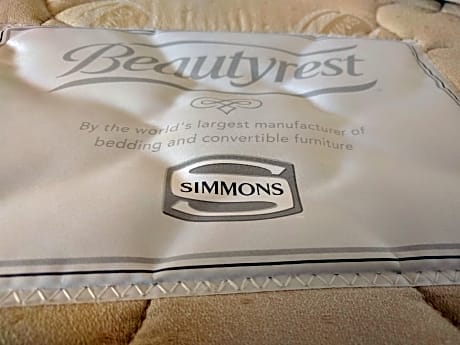 Beautyrest
By the world's largest manufacturer of
bedding and convertible furniture
SIMMONS